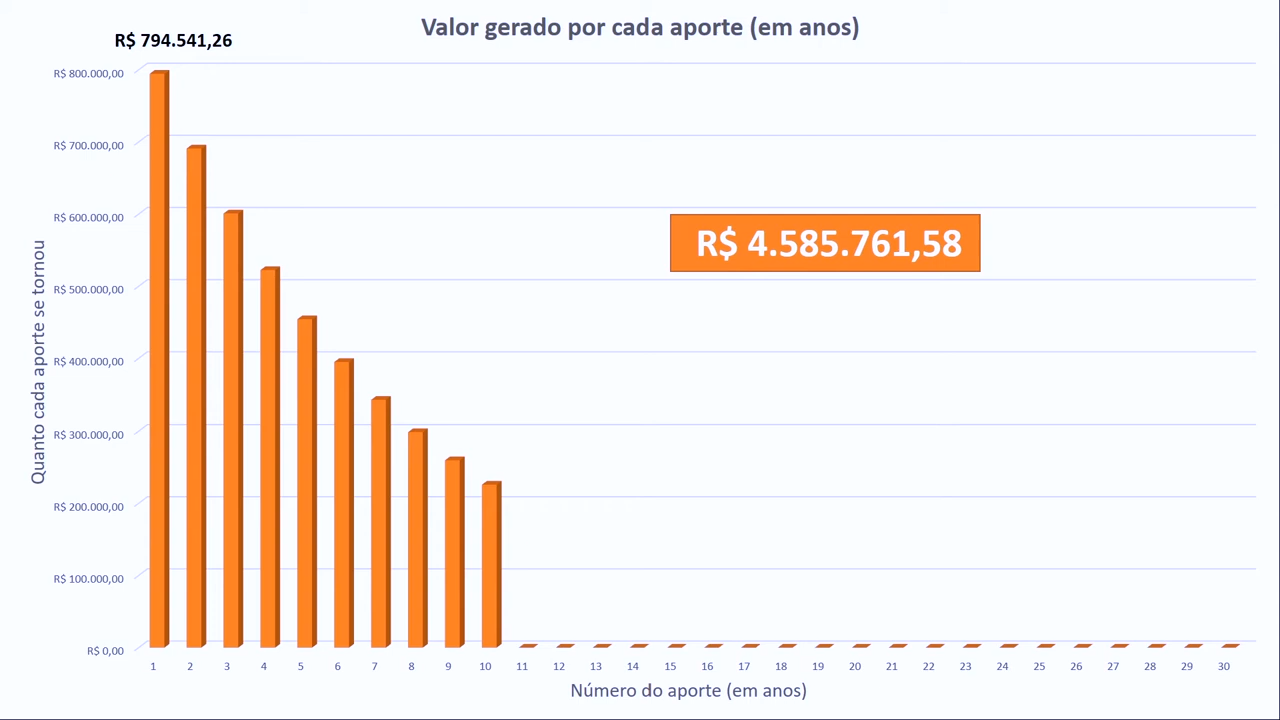 Valor gerado por cada aporte (em anos)
R$ 794.541,26
R$ 800.000,00
R$ 700.000,00
R$ 600.000,00
R$ 500.000,00
R$ 400.000,00
R$ 300.000,00
R$ 200.000,00
R$ 100.000,00
R$ 0,00
Quanto cada aporte se tornou
R$ 4.585.761,58
1 2 3 4 5 6 7 8 9 10 11 12 13 14 15 16 17 18 19 20 21 22 23 24 25 26 27 28 29 30
Número do aporte (em anos)